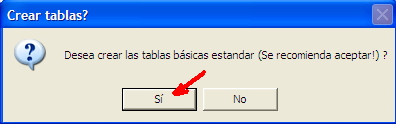 Crear tablas?
Desea crear las tablas básicas estandar (Se recomienda aceptar!) ?
Sí
No